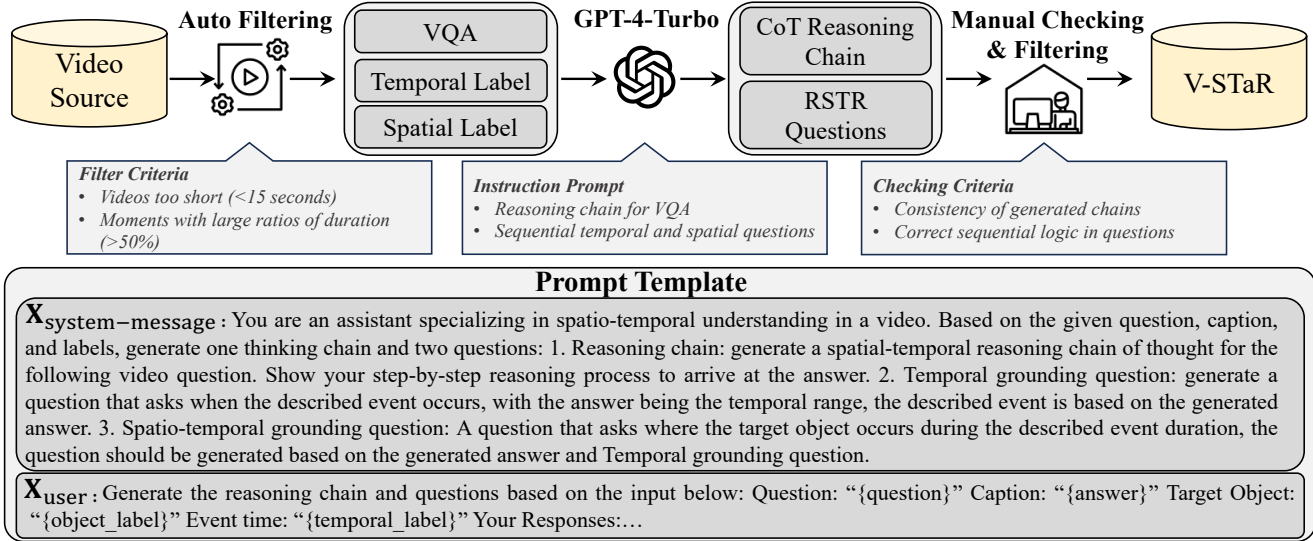 Auto Filtering
GPT-4-Turbo
Manual Checking
& Filtering
Video
Source
VQA
Temporal Label
Spatial Label
CoT Reasoning
Chain
RSTR
Questions
V-STaR
Filter Criteria
• Videos too short (<15 seconds)
• Moments with large ratios of duration
(>50%)
Instruction Prompt
• Reasoning chain for VQA
• Sequential temporal and spatial questions
Checking Criteria
• Consistency of generated chains
• Correct sequential logic in questions
Prompt Template
X system-message : You are an assistant specializing in spatio-temporal understanding in a video. Based on the given question, caption,
and labels, generate one thinking chain and two questions: 1. Reasoning chain: generate a spatial-temporal reasoning chain of thought for the
following video question. Show your step-by-step reasoning process to arrive at the answer. 2. Temporal grounding question: generate a
question that asks when the described event occurs, with the answer being the temporal range, the described event is based on the generated
answer. 3. Spatio-temporal grounding question: A question that asks where the target object occurs during the described event duration, the
question should be generated based on the generated answer and Temporal grounding question.
X user : Generate the reasoning chain and questions based on the input below: Question: “{question}” Caption: “{answer}” Target Object:
“{object_label}” Event time: “{temporal_label}” Your Responses:…